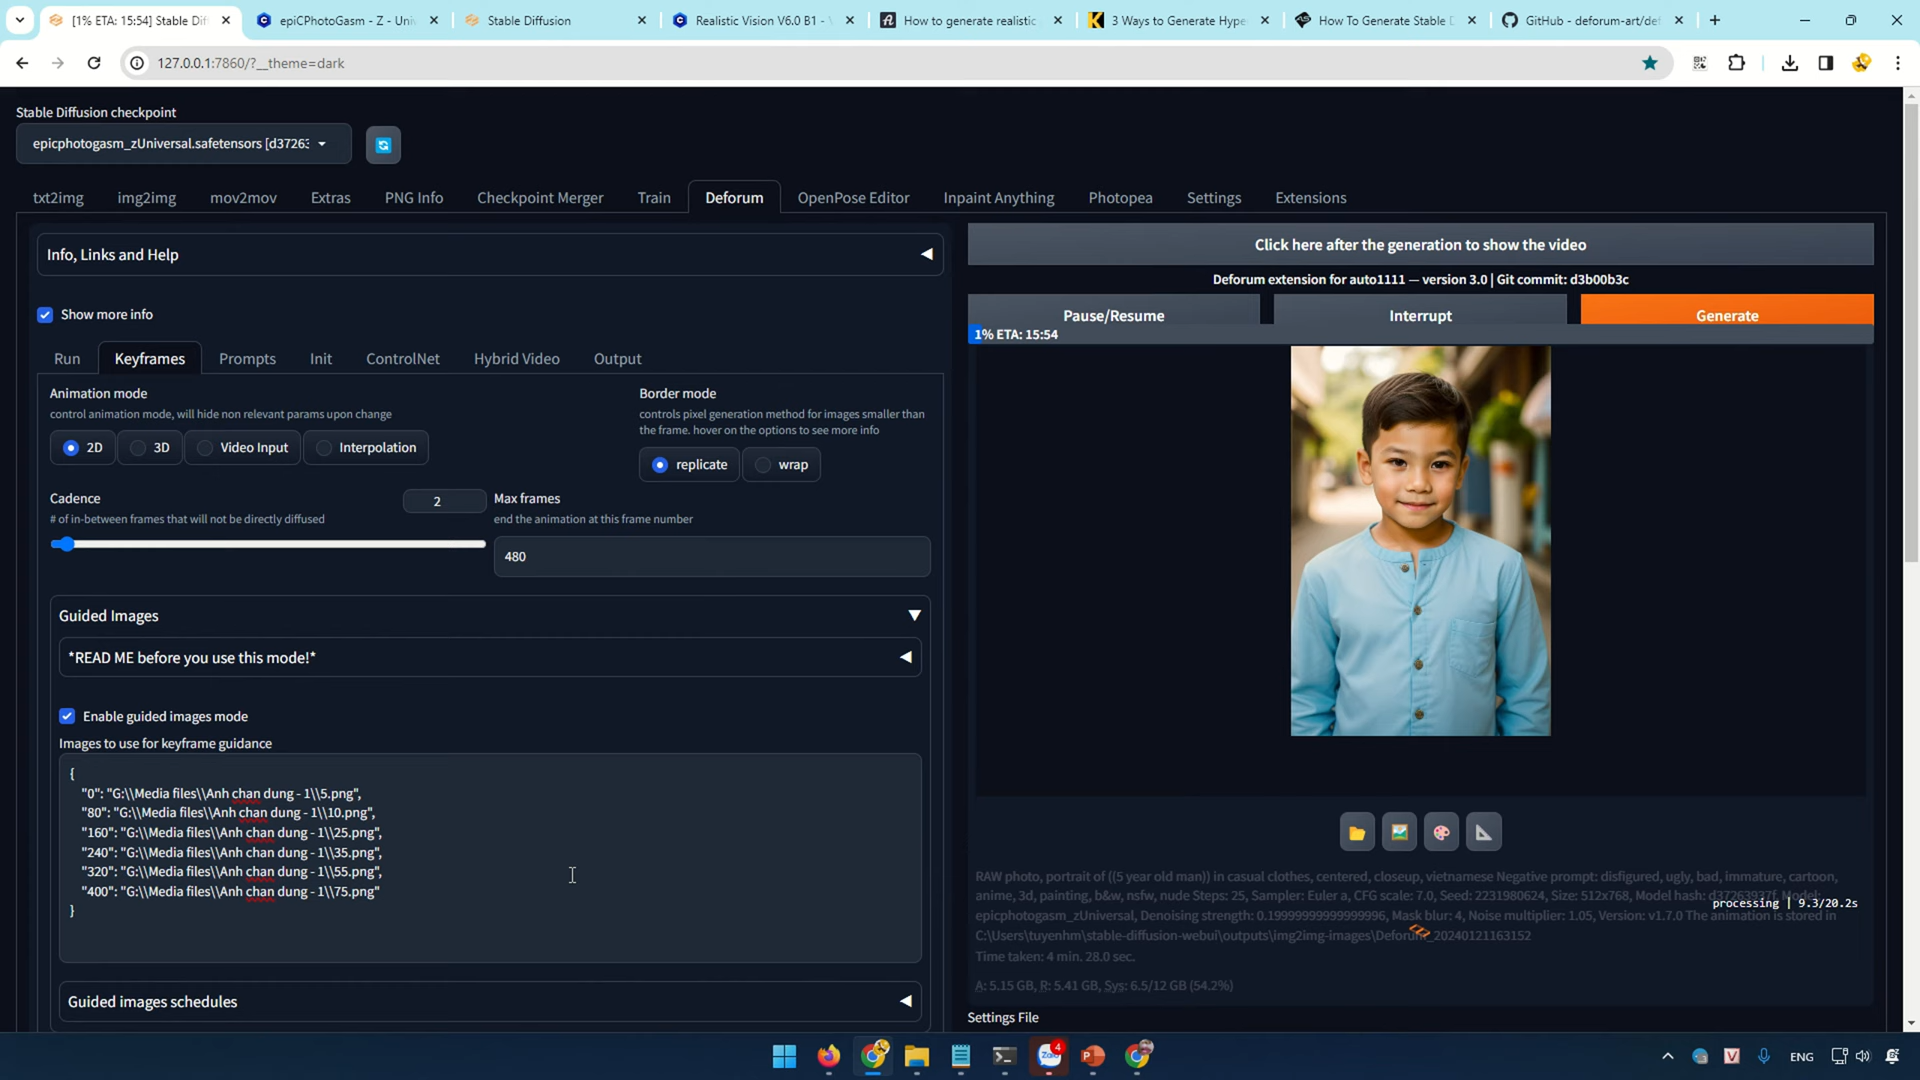 [1% ETA: 15:54] Stable Dif
epiCPhotoGasm - Z - Uni
Stable Diffusion
Realistic Vision V6.0 B1 -
How to generate realistic
3 Ways to Generate Hype
How To Generate Stable
GitHub - deforum-art/de
127.0.0.1:7860/?__theme=dark
Stable Diffusion checkpoint
epicphotogasm_zUniversal.safetensors [d3726:
txt2img
img2img
mov2mov
Extras
PNG Info
Checkpoint Merger
Train
Deforum
OpenPose Editor
Inpaint Anything
Photopea
Settings
Extensions
Info, Links and Help
Show more info
Run
Keyframes
Prompts
Init
ControlNet
Hybrid Video
Output
Animation mode
control animation mode, will hide non relevant params upon change
2D
3D
Video Input
Interpolation
Border mode
controls pixel generation method for images smaller than
the frame. hover on the options to see more info
replicate
wrap
Cadence
2
# of in-between frames that will not be directly diffused
Max frames
end the animation at this frame number
480
Guided Images
*READ ME before you use this mode!*
Enable guided images mode
Images to use for keyframe guidance
{
"0": "G:\\Media files\\Anh chan dung - 1\\5.png",
"80": "G:\\Media files\\Anh chan dung - 1\\10.png",
"160": "G:\\Media files\\Anh chan dung - 1\\25.png",
"240": "G:\\Media files\\Anh chan dung - 1\\35.png",
"320": "G:\\Media files\\Anh chan dung - 1\\55.png",
"400": "G:\\Media files\\Anh chan dung - 1\\75.png"
}
Guided images schedules
Click here after the generation to show the video
Deforum extension for auto1111 — version 3.0 | Git commit: d3b00b3c
Pause/Resume
Interrupt
Generate
1% ETA: 15:54
RAW photo, portrait of ((5 year old man)) in casual clothes, centered, closeup, vietnamese Negative prompt: disfigured, ugly, bad, immature, cartoon,
anime, 3d, painting, b&w, nsfw, nude Steps: 25, Sampler: Euler a, CFG scale: 7.0, Seed: 2231980624, Size: 512x768, Model hash: d37263937f, Model:
processing | 9.3/20.2s
epicphotogasm_zUniversal, Denoising strength: 0.19999999999999996, Mask blur: 4, Noise multiplier: 1.05, Version: v1.7.0 The animation is stored in
C:\Users\tuyenhm\stable-diffusion-webui\outputs\img2img-images\Deforum_20240121163152
Time taken: 4 min. 28.0 sec.
A: 5.15 GB, R: 5.41 GB, Sys: 6.5/12 GB (54.2%)
Settings File
Zalo
4
V
ENG